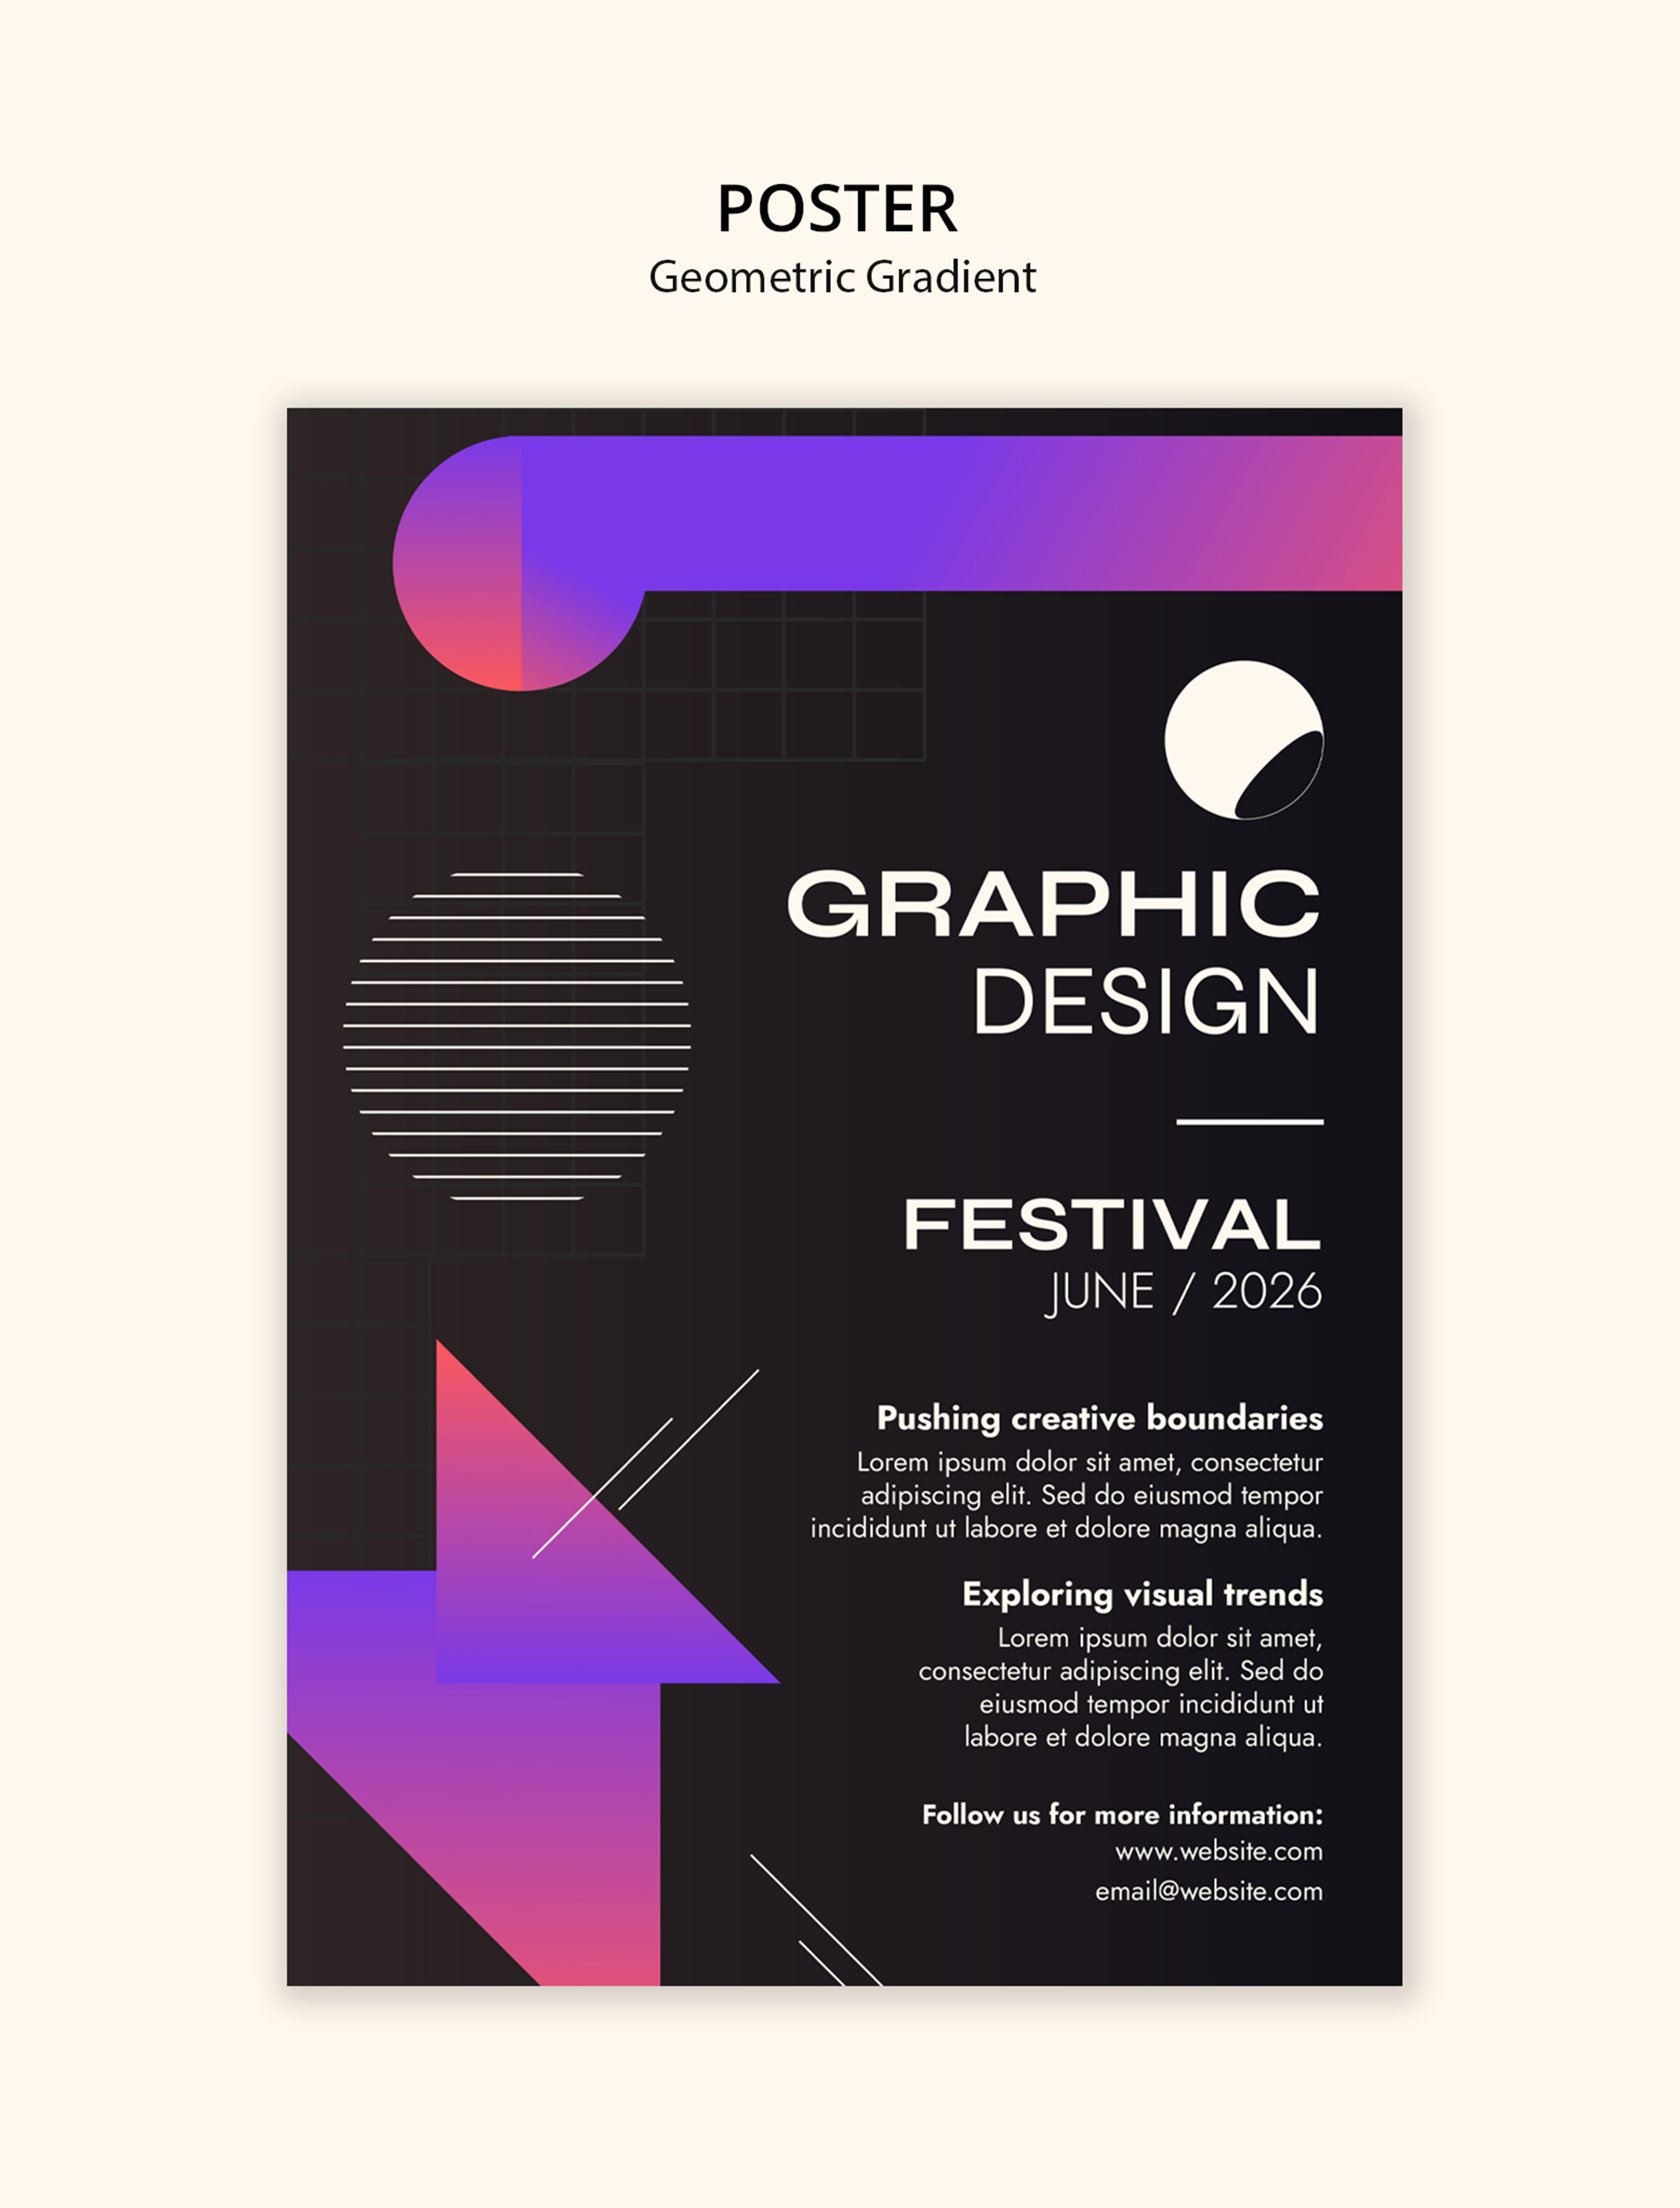 POSTER
Geometric Gradient
GRAPHIC
DESIGN
FESTIVAL
JUNE / 2026
Pushing creative boundaries
Lorem ipsum dolor sit amet, consectetur
adipiscing elit. Sed do eiusmod tempor
incididunt ut labore et dolore magna aliqua.
Exploring visual trends
Lorem ipsum dolor sit amet,
consectetur adipiscing elit. Sed do
eiusmod tempor incididunt ut
labore et dolore magna aliqua.
Follow us for more information:
www.website.com
email@website.com